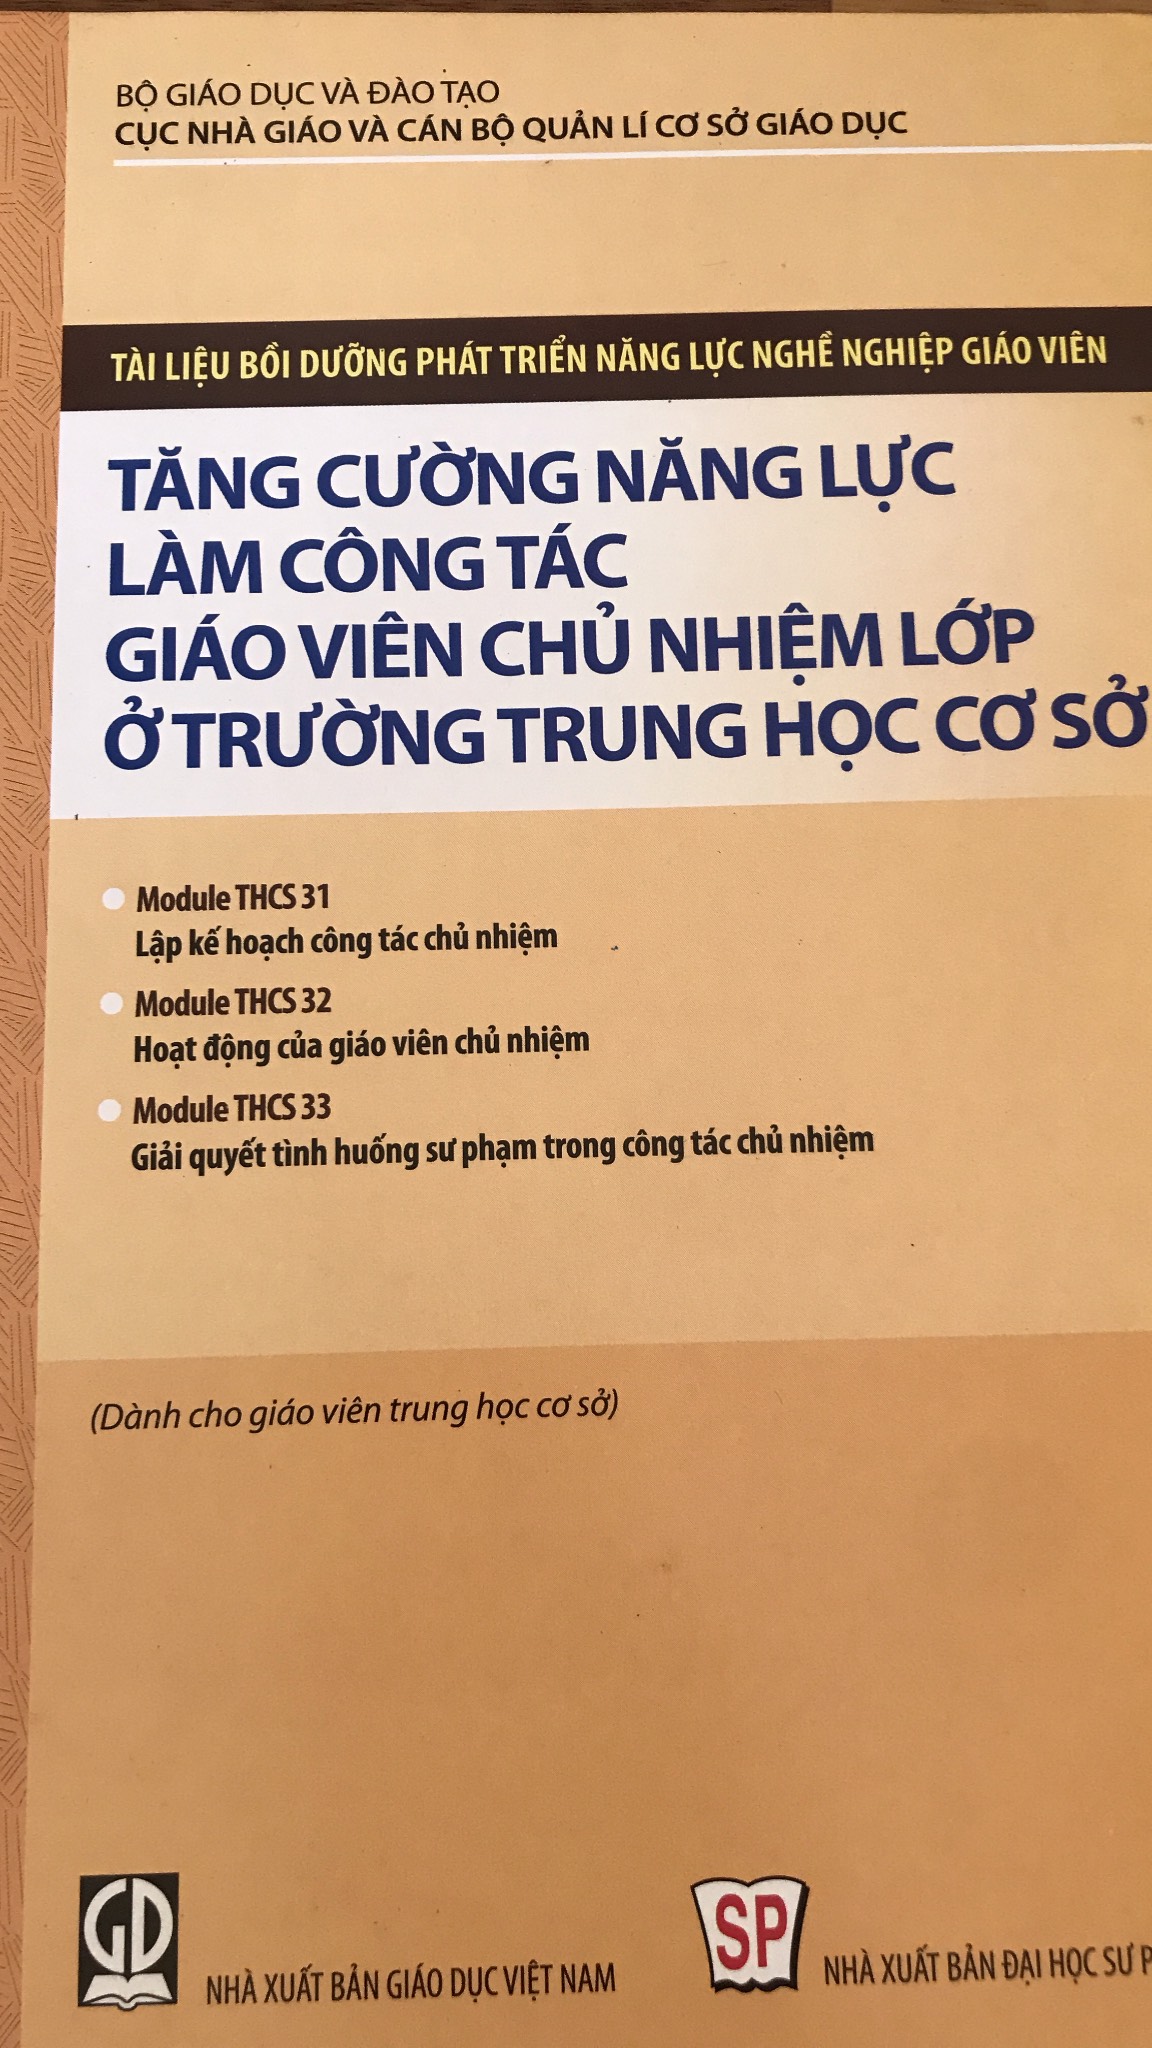 BỘ GIÁO DỤC VÀ ĐÀO TẠO
CỤC NHÀ GIÁO VÀ CÁN BỘ QUẢN LÍ CƠ SỞ GIÁO DỤC
TÀI LIỆU BỒI DƯỠNG PHÁT TRIỂN NĂNG LỰC NGHỀ NGHIỆP GIÁO VIÊN
TĂNG CƯỜNG NĂNG LỰC
LÀM CÔNG TÁC
GIÁO VIÊN CHỦ NHIỆM LỚP
Ở TRƯỜNG TRUNG HỌC CƠ SỞ
Module THCS 31
Lập kế hoạch công tác chủ nhiệm
Module THCS 32
Hoạt động của giáo viên chủ nhiệm
Module THCS 33
Giải quyết tình huống sư phạm trong công tác chủ nhiệm
(Dành cho giáo viên trung học cơ sở)
GD
NHÀ XUẤT BẢN GIÁO DỤC VIỆT NAM
SP
NHÀ XUẤT BẢN ĐẠI HỌC SƯ